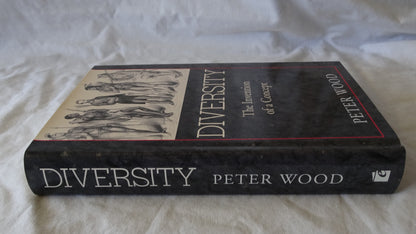 DIVERSITY
The Invention
of a Concept
PETER WOOD
DIVERSITY PETER WOOD